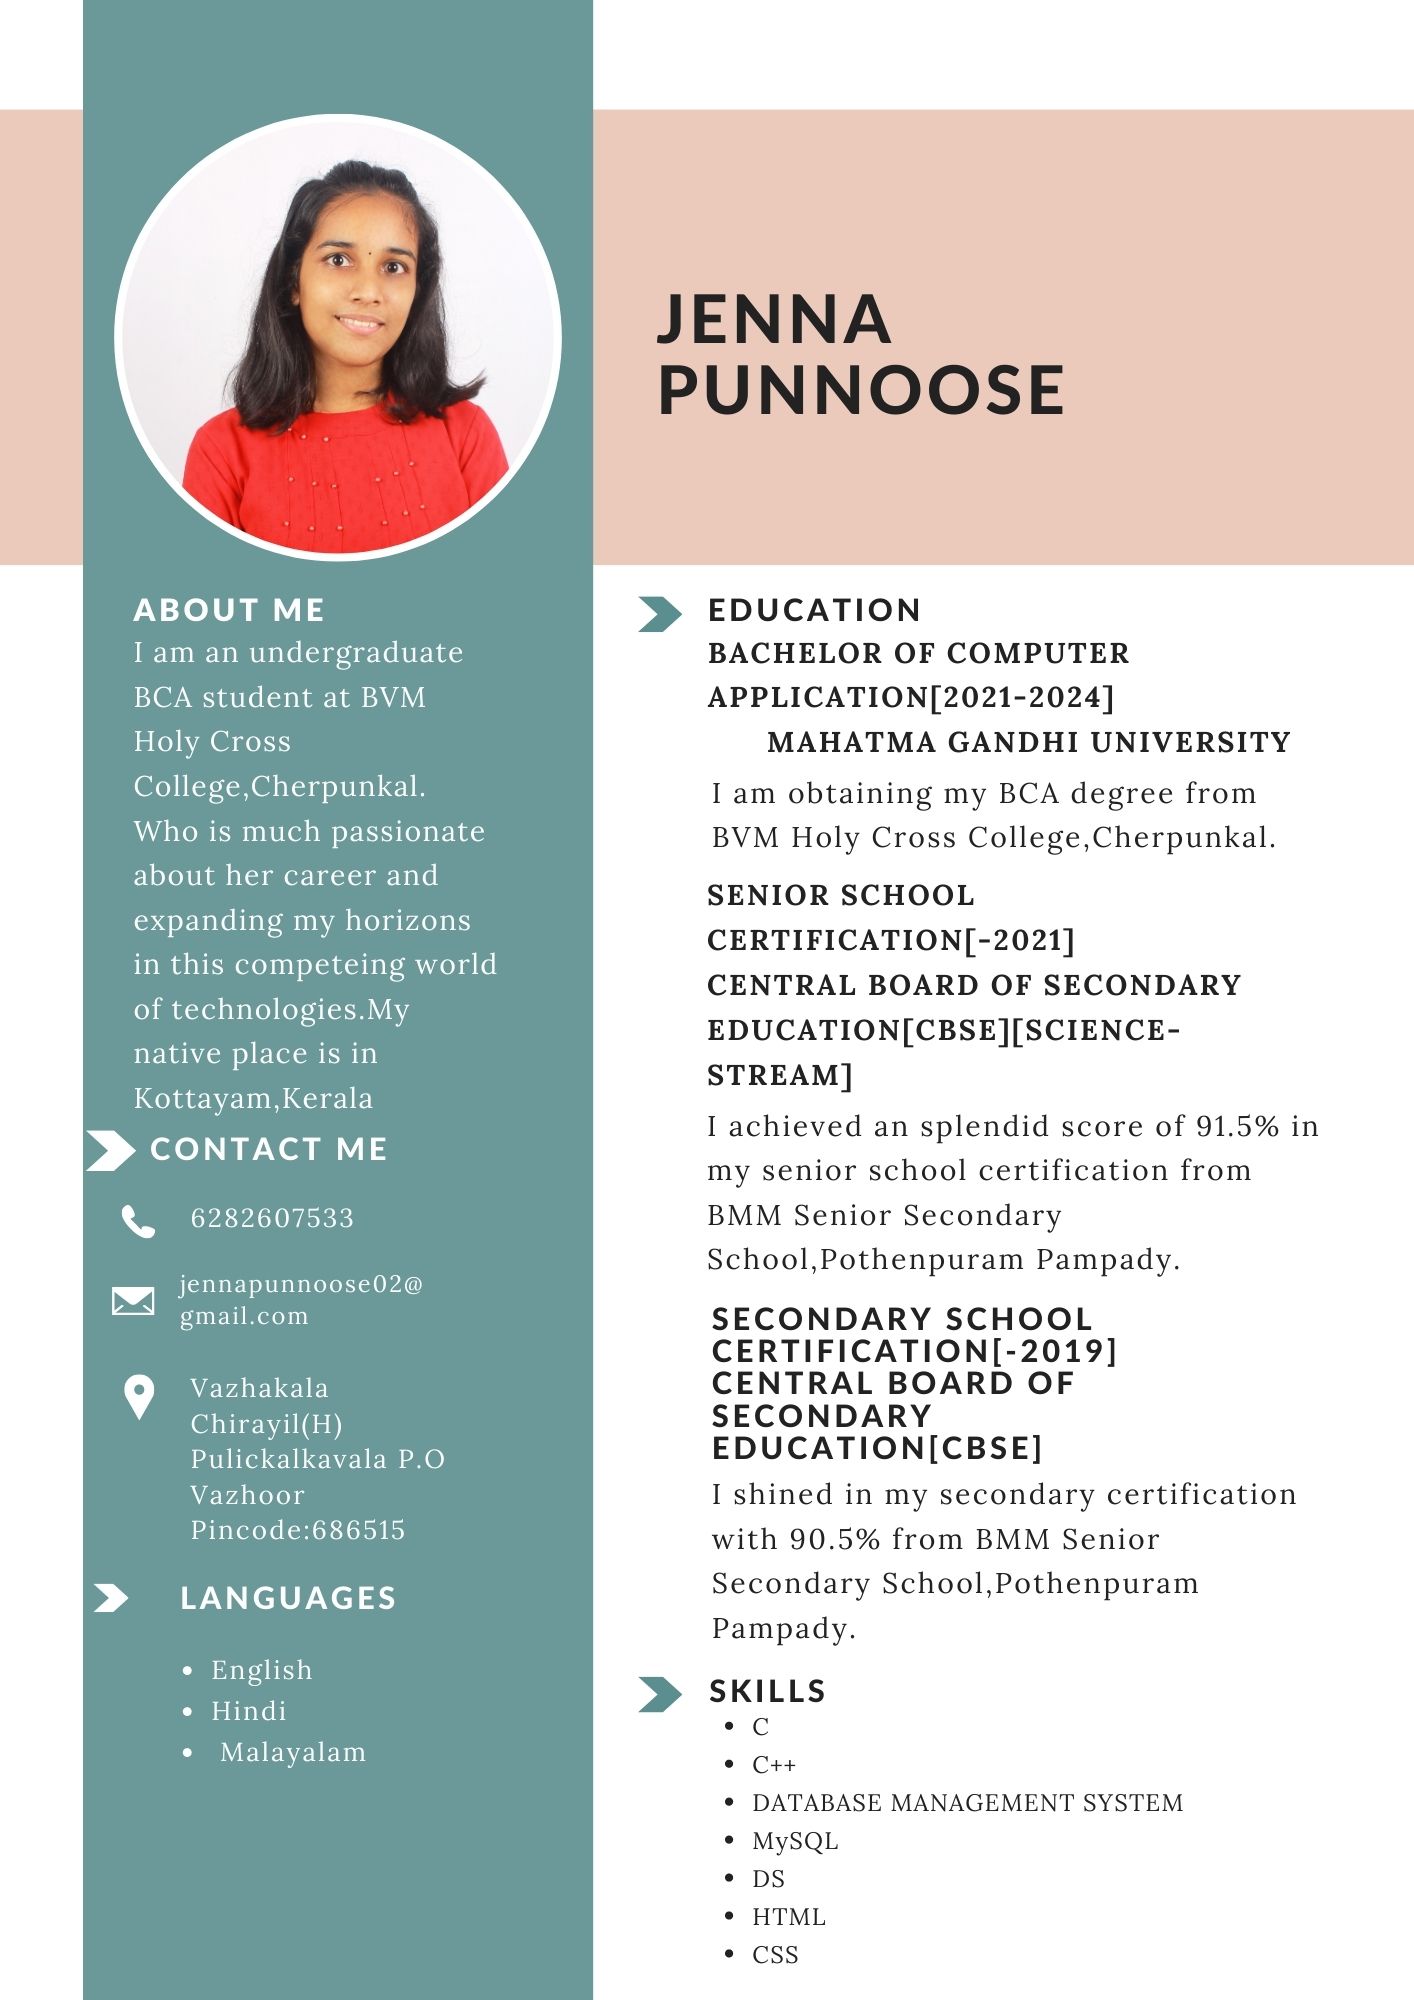 JENNA
PUNNOOSE
ABOUT ME
I am an undergraduate
BCA student at BVM
Holy Cross
College,Cherpunkal.
Who is much passionate
about her career and
expanding my horizons
in this competeing world
of technologies.My
native place is in
Kottayam,Kerala
CONTACT ME
6282607533
jennapunnoose02@
gmail.com
Vazhakala
Chirayil(H)
Pulickalkavala P.O
Vazhoor
Pincode:686515
LANGUAGES
• English
• Hindi
• Malayalam
EDUCATION
BACHELOR OF COMPUTER
APPLICATION[2021-2024]
MAHATMA GANDHI UNIVERSITY
I am obtaining my BCA degree from
BVM Holy Cross College,Cherpunkal.
SENIOR SCHOOL
CERTIFICATION[-2021]
CENTRAL BOARD OF SECONDARY
EDUCATION[CBSE][SCIENCE-
STREAM]
I achieved an splendid score of 91.5% in
my senior school certification from
BMM Senior Secondary
School,Pothenpuram Pampady.
SECONDARY SCHOOL
CERTIFICATION[-2019]
CENTRAL BOARD OF
SECONDARY
EDUCATION[CBSE]
I shined in my secondary certification
with 90.5% from BMM Senior
Secondary School,Pothenpuram
Pampady.
SKILLS
• C
• C++
• DATABASE MANAGEMENT SYSTEM
• MySQL
• DS
• HTML
• CSS